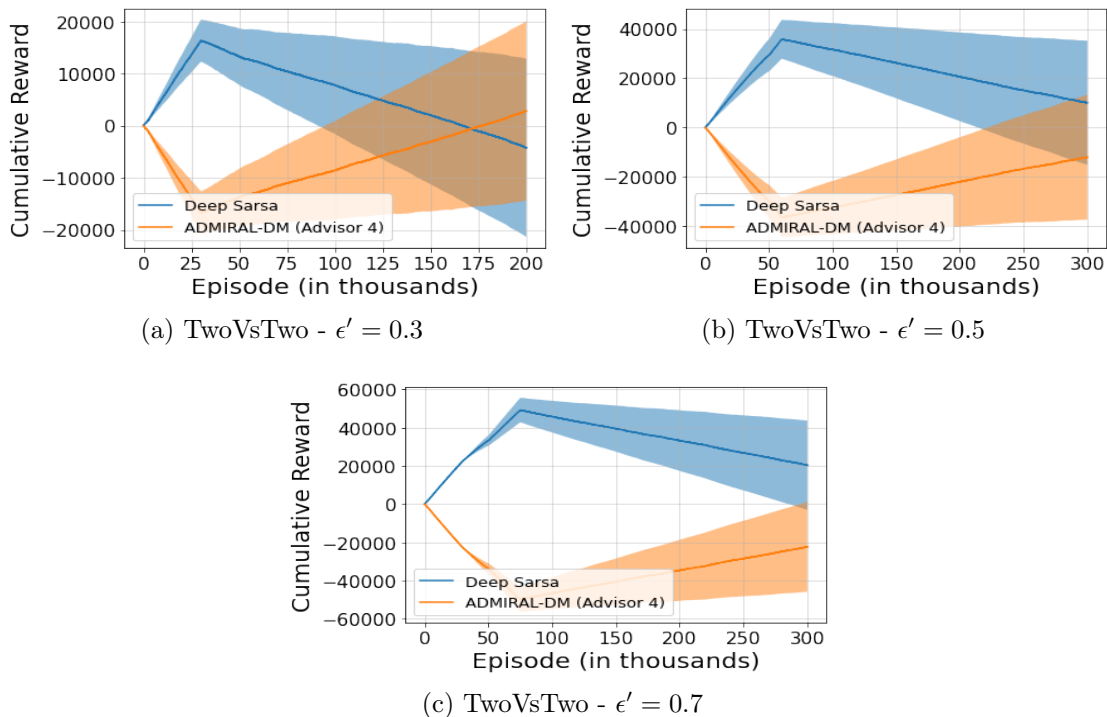 20000
10000
0
−10000
−20000
Cumulative Reward
Deep Sarsa
ADMIRAL-DM (Advisor 4)
0 25 50 75 100 125 150 175 200
Episode (in thousands)
(a) TwoVsTwo - ϵ′ = 0.3
40000
20000
0
−20000
−40000
Cumulative Reward
Deep Sarsa
ADMIRAL-DM (Advisor 4)
0 50 100 150 200 250 300
Episode (in thousands)
(b) TwoVsTwo - ϵ′ = 0.5
60000
40000
20000
0
−20000
−40000
−60000
Cumulative Reward
Deep Sarsa
ADMIRAL-DM (Advisor 4)
0 50 100 150 200 250 300
Episode (in thousands)
(c) TwoVsTwo - ϵ′ = 0.7